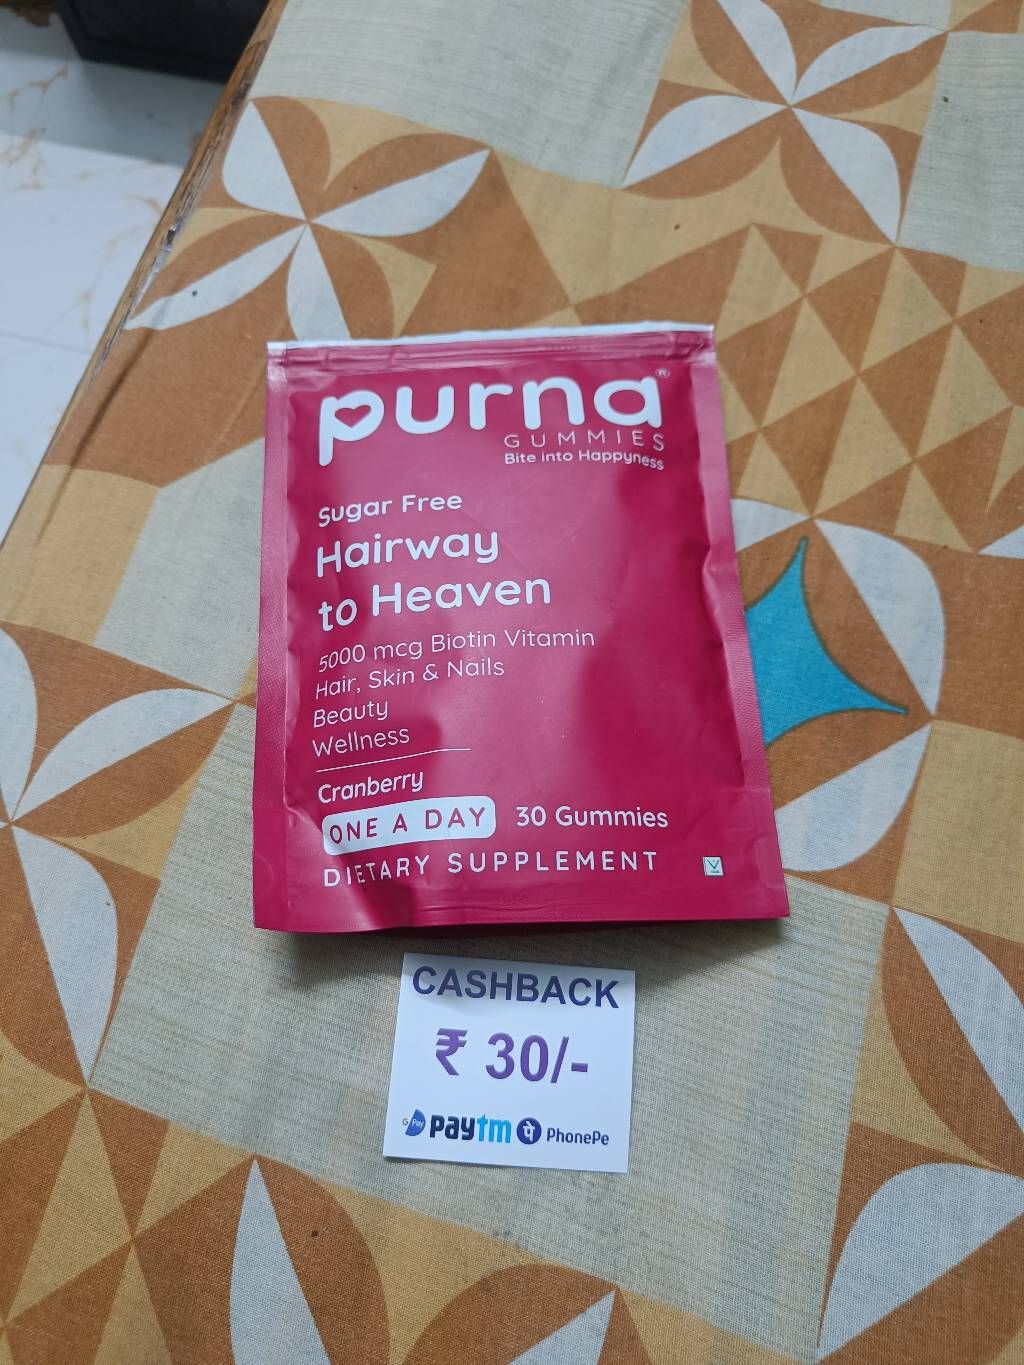 purna®
GUMMIES
Bite into Happyness
Sugar Free
Hairway
to Heaven
5000 mcg Biotin Vitamin
Hair, Skin & Nails
Beauty
Wellness
Cranberry
ONE A DAY 30 Gummies
DIETARY SUPPLEMENT
CASHBACK
₹ 30/-
G Pay paytm पे PhonePe